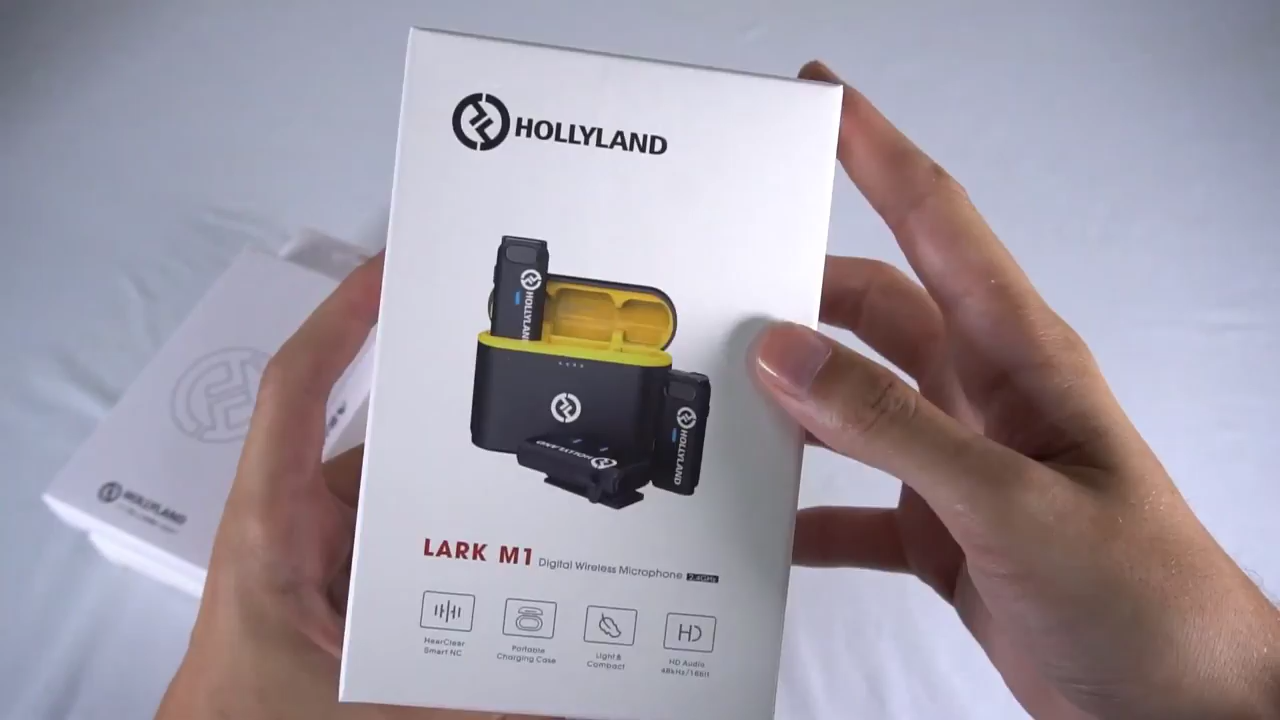 HOLLYLAND
HOLLYLAND
HOLLYLAND
HOLLYLAND
LARK M1 Digital Wireless Microphone 2.4GHz
HearClear
Smart NC
Portable
Charging Case
Light &
Compact
HD
HD Audio
48kHz/16bit
HOLLYLAND